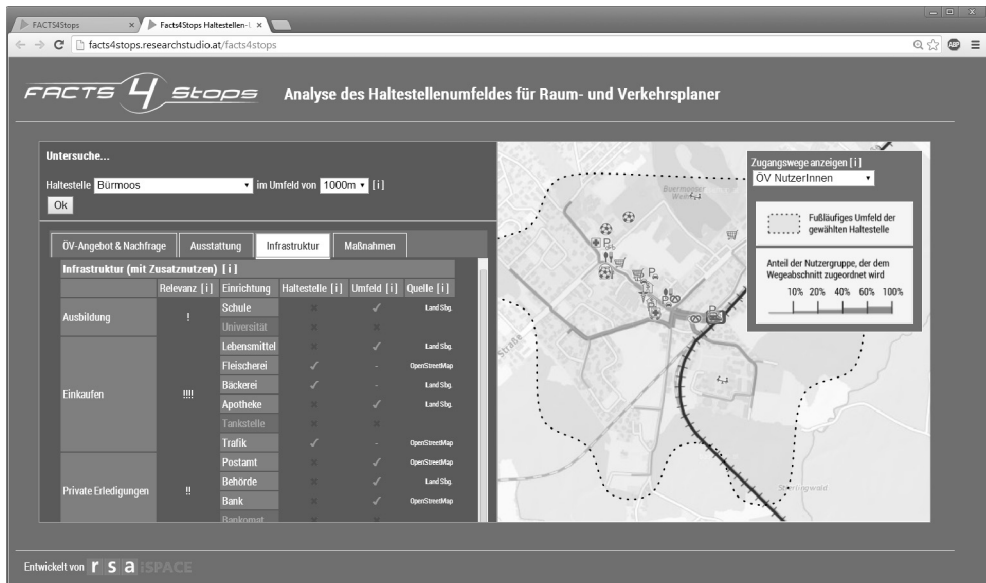 FACTS4Stops
Facts4Stops Haltestellen-U
facts4stops.researchstudio.at/facts4stops
ABP
FACTS 4 Stops
Analyse des Haltestellenumfeldes für Raum- und Verkehrsplaner
Untersuche...
Haltestelle Bürmoos im Umfeld von 1000m [i]
Ok
ÖV-Angebot & Nachfrage Ausstattung Infrastruktur Maßnahmen
Infrastruktur (mit Zusatznutzen) [i]
Relevanz [i] Einrichtung Haltestelle [i] Umfeld [i] Quelle [i]
Ausbildung ! Schule ✗ ✓ Land Sbg.
Universität ✗ ✗
Einkaufen !!!! Lebensmittel ✗ ✓ Land Sbg.
Fleischerei ✓ - OpenStreetMap
Bäckerei ✓ - Land Sbg.
Apotheke ✗ ✓ Land Sbg.
Tankstelle ✗ ✗
Trafik ✓ - OpenStreetMap
Private Erledigungen !! Postamt ✗ ✓ OpenStreetMap
Behörde ✗ ✓ Land Sbg.
Bank ✗ ✓ OpenStreetMap
Bankomat ✗ ✗
Zugangswege anzeigen [i]
ÖV NutzerInnen
Fußläufiges Umfeld der
gewählten Haltestelle
Anteil der Nutzergruppe, der dem
Wegeabschnitt zugeordnet wird
10% 20% 40% 60% 100%
Straße
Entwickelt von rsa iSPACE